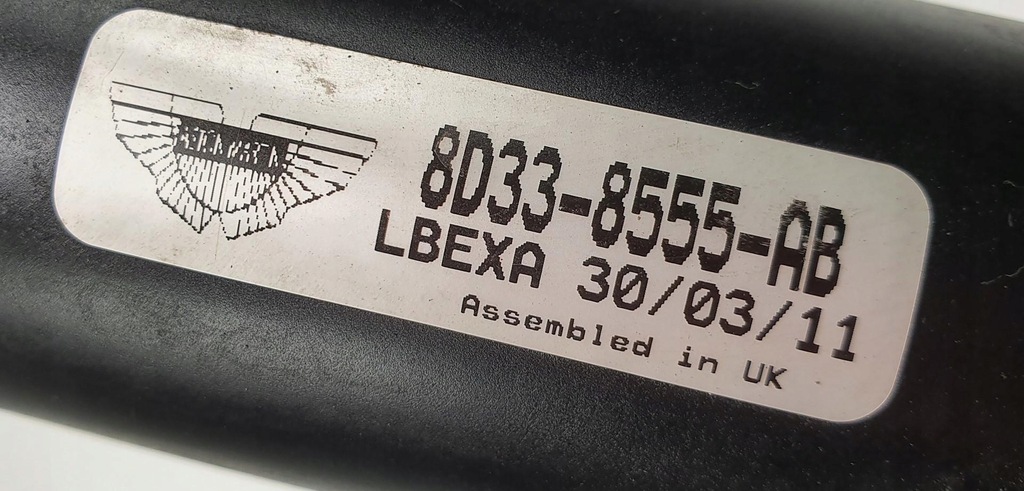 ASTON MARTIN
8D33-8555-AB
LBEXA 30/03/11
Assembled in UK